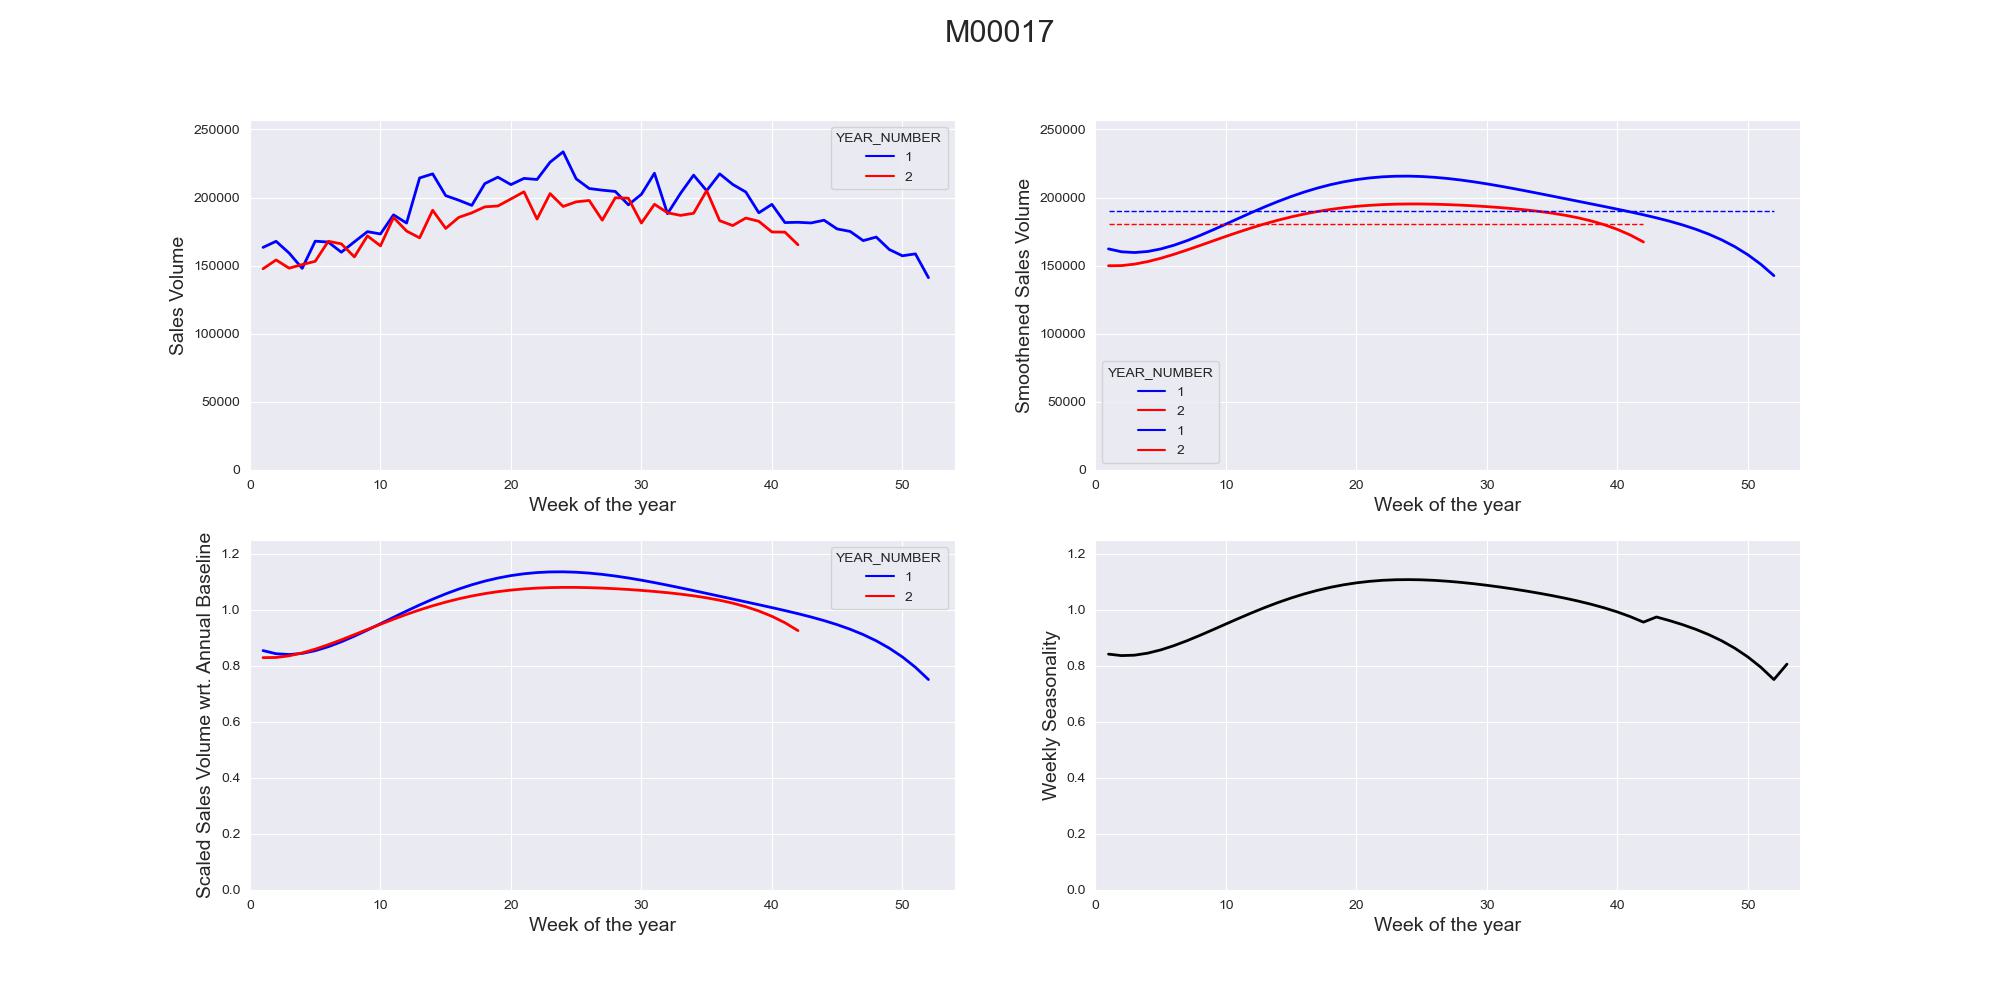 M00017
Sales Volume
250000
200000
150000
100000
50000
0
0 10 20 30 40 50
Week of the year
YEAR_NUMBER
1
2
Smoothened Sales Volume
250000
200000
150000
100000
50000
0
0 10 20 30 40 50
Week of the year
YEAR_NUMBER
1
2
1
2
Scaled Sales Volume wrt. Annual Baseline
1.2
1.0
0.8
0.6
0.4
0.2
0.0
0 10 20 30 40 50
Week of the year
YEAR_NUMBER
1
2
Weekly Seasonality
1.2
1.0
0.8
0.6
0.4
0.2
0.0
0 10 20 30 40 50
Week of the year